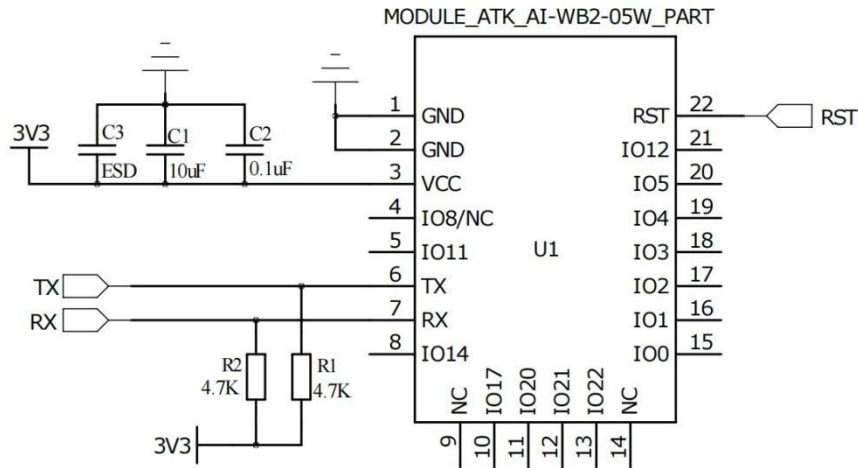 MODULE_ATK_AI-WB2-05W_PART
3V3
C3
ESD
C1
10uF
C2
0.1uF
1 GND
2 GND
3 VCC
4 IO8/NC
5 IO11
6 TX
7 RX
8 IO14
U1
RST 22
IO12 21
IO5 20
IO4 19
IO3 18
IO2 17
IO1 16
IO0 15
RST
TX
RX
R2
4.7K
R1
4.7K
3V3
NC
IO17
IO20
IO21
IO22
NC
9
10
11
12
13
14